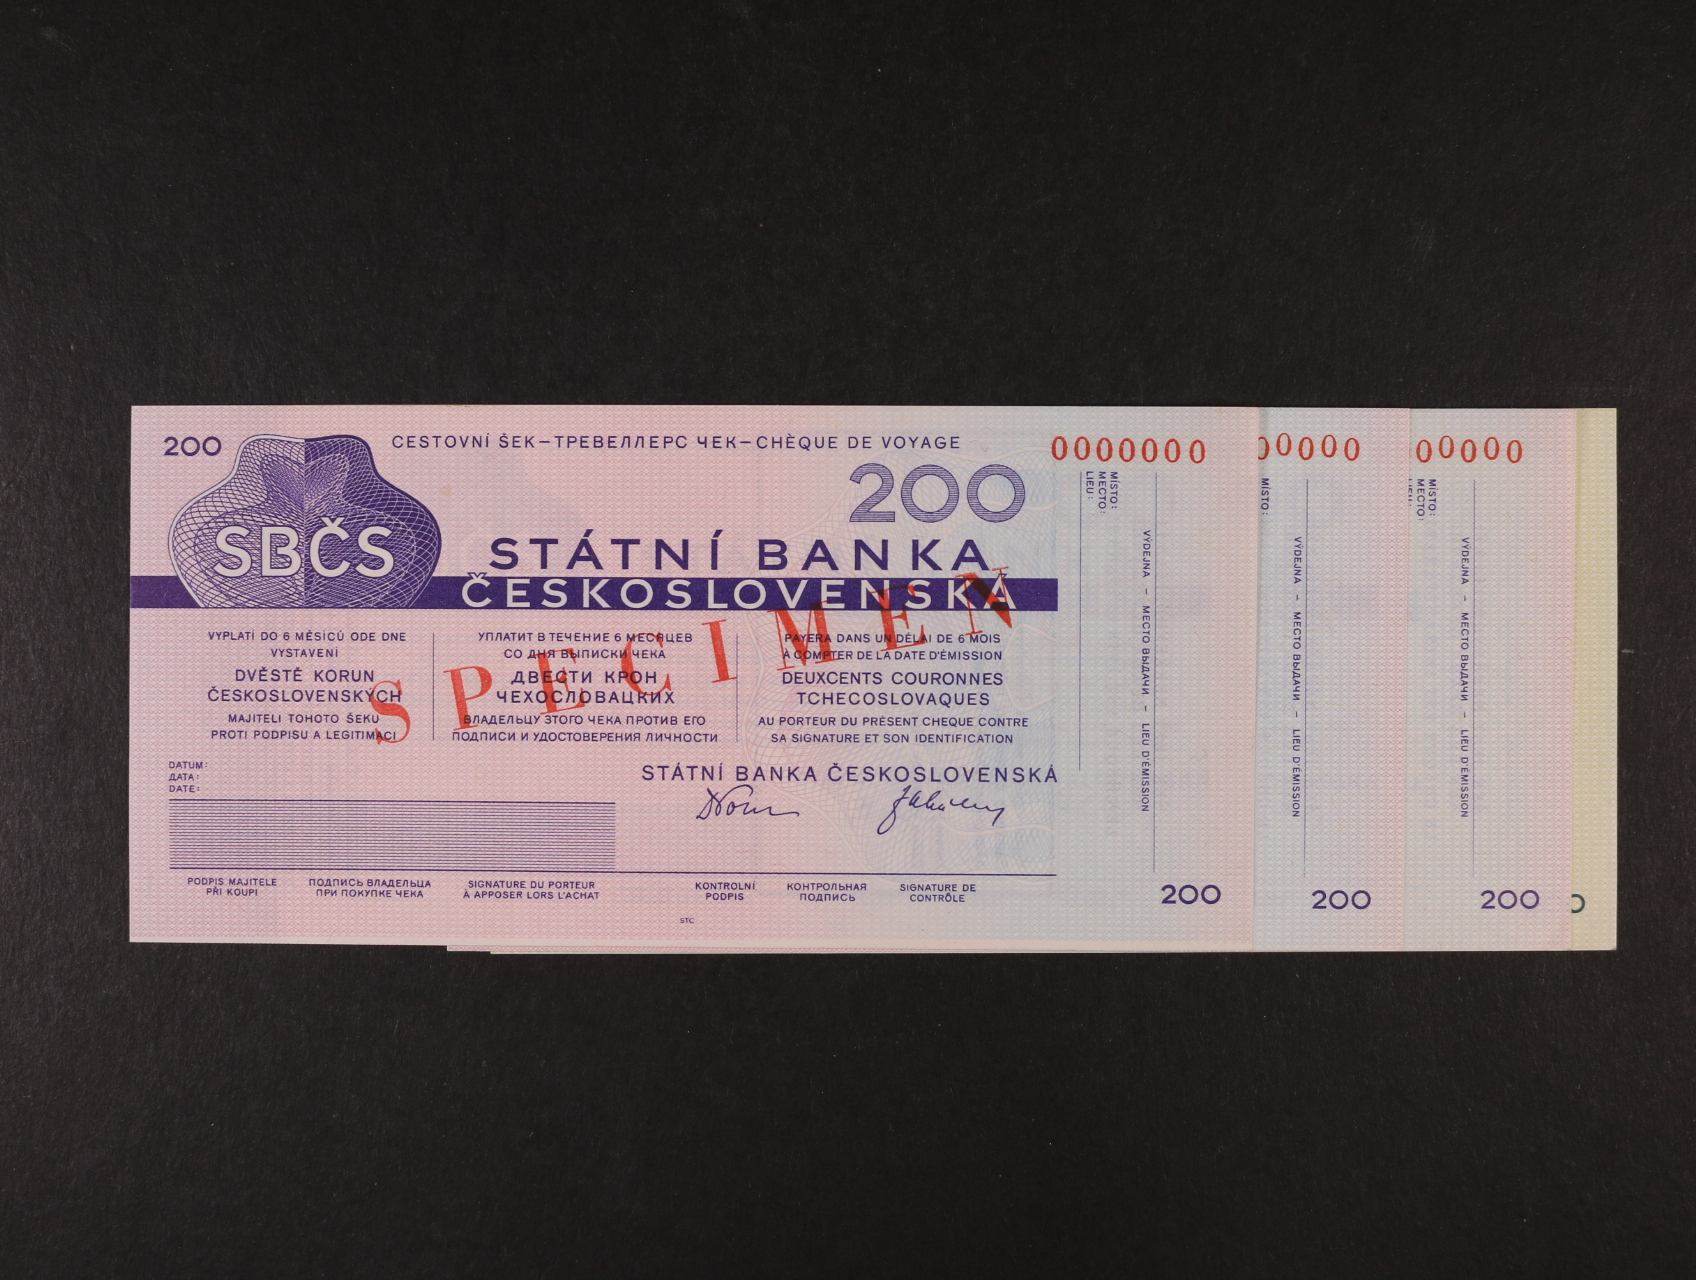 200
CESTOVNÍ ŠEK–ТРЕВЕЛЛЕРС ЧЕК–CHÈQUE DE VOYAGE
0000000
200
SBČS
STÁTNÍ BANKA
ČESKOSLOVENSKÁ
SPECIMEN
VYPLATÍ DO 6 MĚSÍCŮ ODE DNE
VYSTAVENÍ
DVĚSTĚ KORUN
ČESKOSLOVENSKÝCH
MAJITELI TOHOTO ŠEKU
PROTI PODPISU A LEGITIMACI
УПЛАТИТ В ТЕЧЕНИЕ 6 МЕСЯЦЕВ
СО ДНЯ ВЫПИСКИ ЧЕКА
ДВЕСТИ КРОН
ЧЕХОСЛОВАЦКИХ
ВЛАДЕЛЬЦУ ЭТОГО ЧЕКА ПРОТИВ ЕГО
ПОДПИСИ И УДОСТОВЕРЕНИЯ ЛИЧНОСТИ
PAYERA DANS UN DÉLAI DE 6 MOIS
À COMPTER DE LA DATE D'ÉMISSION
DEUXCENTS COURONNES
TCHECOSLOVAQUES
AU PORTEUR DU PRÉSENT CHEQUE CONTRE
SA SIGNATURE ET SON IDENTIFICATION
DATUM:
ДАТА:
DATE:
STÁTNÍ BANKA ČESKOSLOVENSKÁ
PODPIS MAJITELE
PŘI KOUPI
ПОДПИСЬ ВЛАДЕЛЬЦА
ПРИ ПОКУПКЕ ЧЕКА
SIGNATURE DU PORTEUR
À APPOSER LORS L'ACHAT
KONTROLNÍ
PODPIS
КОНТРОЛЬНАЯ
ПОДПИСЬ
SIGNATURE DE
CONTRÔLE
STC
MÍSTO:
МЕСТО:
LIEU:
VÝDEJNA – МЕСТО ВЫДАЧИ – LIEU D'ÉMISSION
200
00000
MÍSTO:
VÝDEJNA – МЕСТО ВЫДАЧИ – LIEU D'ÉMISSION
200
00000
MÍSTO:
МЕСТО:
LIEU:
VÝDEJNA – МЕСТО ВЫДАЧИ – LIEU D'ÉMISSION
200
0